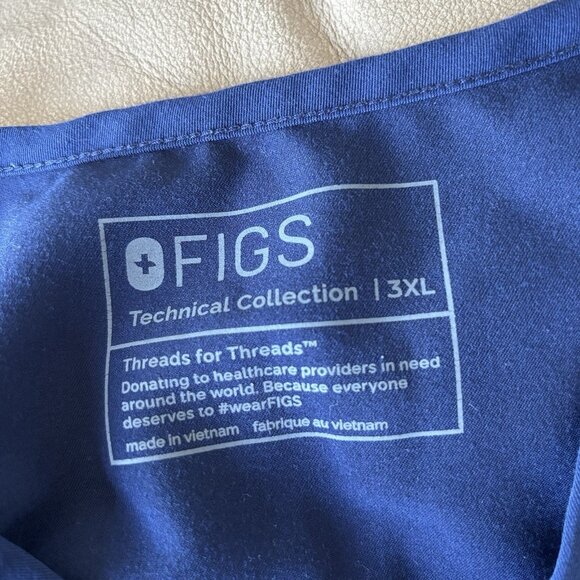 FIGS
Technical Collection | 3XL
Threads for Threads™
Donating to healthcare providers in need
around the world. Because everyone
deserves to #wearFIGS
made in vietnam fabrique au vietnam